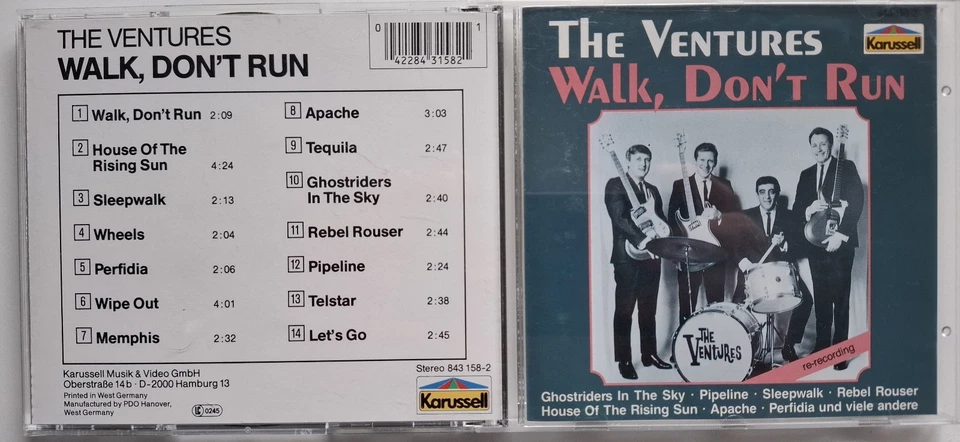 THE VENTURES
WALK, DON'T RUN
0 42284 31582 1
1 Walk, Don't Run 2:09
2 House Of The
Rising Sun 4:24
3 Sleepwalk 2:13
4 Wheels 2:04
5 Perfidia 2:06
6 Wipe Out 4:01
7 Memphis 2:32
8 Apache 3:03
9 Tequila 2:47
10 Ghostriders
In The Sky 2:40
11 Rebel Rouser 2:44
12 Pipeline 2:24
13 Telstar 2:38
14 Let's Go 2:45
Karussell Musik & Video GmbH
Oberstraße 14 b · D-2000 Hamburg 13
Printed in West Germany
Manufactured by PDO Hanover,
West Germany
LC 0245
Stereo 843 158-2
Karussell
THE VENTURES
Karussell
WALK, DON'T RUN
THE
VENTURES
re-recording
Ghostriders In The Sky · Pipeline · Sleepwalk · Rebel Rouser
House Of The Rising Sun · Apache · Perfidia und viele andere